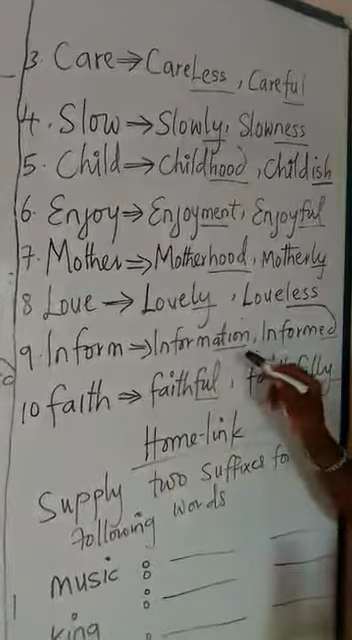 3. Care ⇒ CareLess, Careful
4. Slow → Slowly, Slowness
5. Child → Childhood, Childish
6. Enjoy ⇒ Enjoyment, Enjoyful
7. Mother ⇒ Motherhood, Motherly
8 Love → Lovely, Loveless
9. Inform ⇒ Information, Informed
10 faith ⇒ faithful,
Home-link
Supply two suffixes
following words
music :
king :